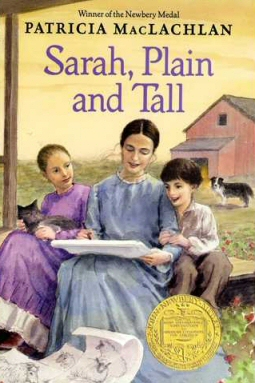 Winner of the Newbery Medal
PATRICIA MACLACHLAN
Sarah, Plain
and Tall